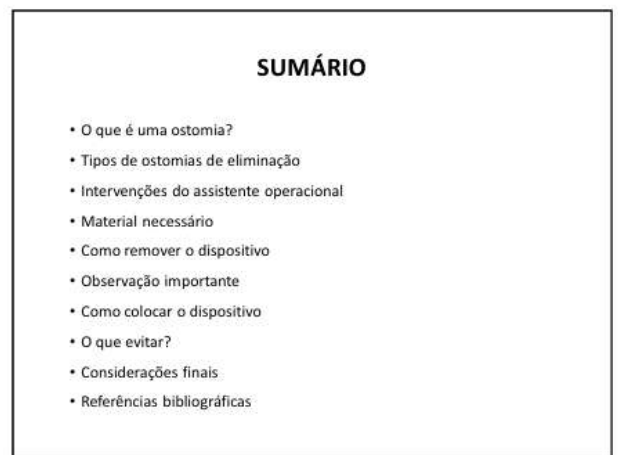 SUMÁRIO
• O que é uma ostomia?
• Tipos de ostomias de eliminação
• Intervenções do assistente operacional
• Material necessário
• Como remover o dispositivo
• Observação importante
• Como colocar o dispositivo
• O que evitar?
• Considerações finais
• Referências bibliográficas